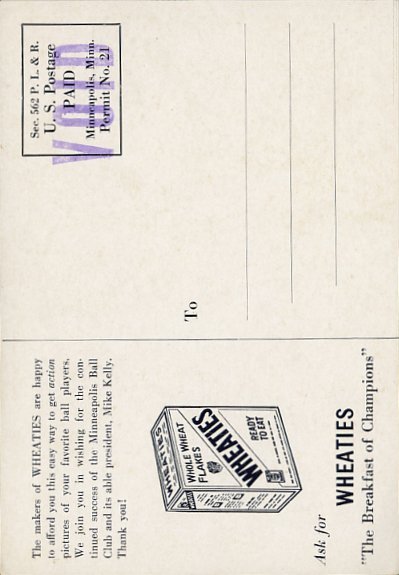 The makers of WHEATIES are happy
to afford you this easy way to get action
pictures of your favorite ball players.
We join you in wishing for the con-
tinued success of the Minneapolis Ball
Club and its able president, Mike Kelly.
Thank you!
WHEATIES
WHOLE WHEAT
FLAKES
WHEATIES
READY
TO EAT
Ask for
WHEATIES
"The Breakfast of Champions"
Sec. 562 P. L. & R.
U. S. Postage
PAID
Minneapolis, Minn.
Permit No. 21
VOID
To